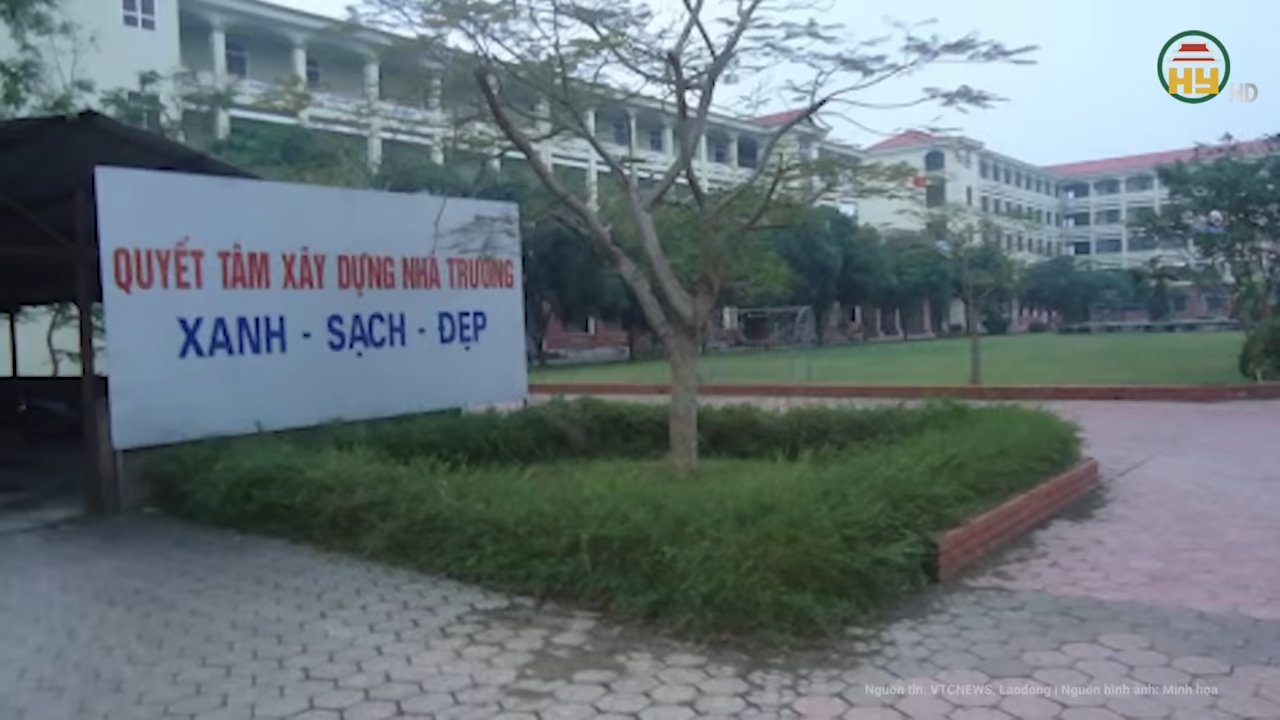 HY HD
QUYẾT TÂM XÂY DỰNG NHÀ TRƯỜNG
XANH - SẠCH - ĐẸP
Nguồn tin: VTCNEWS, Laodong | Nguồn hình ảnh: Minh họa